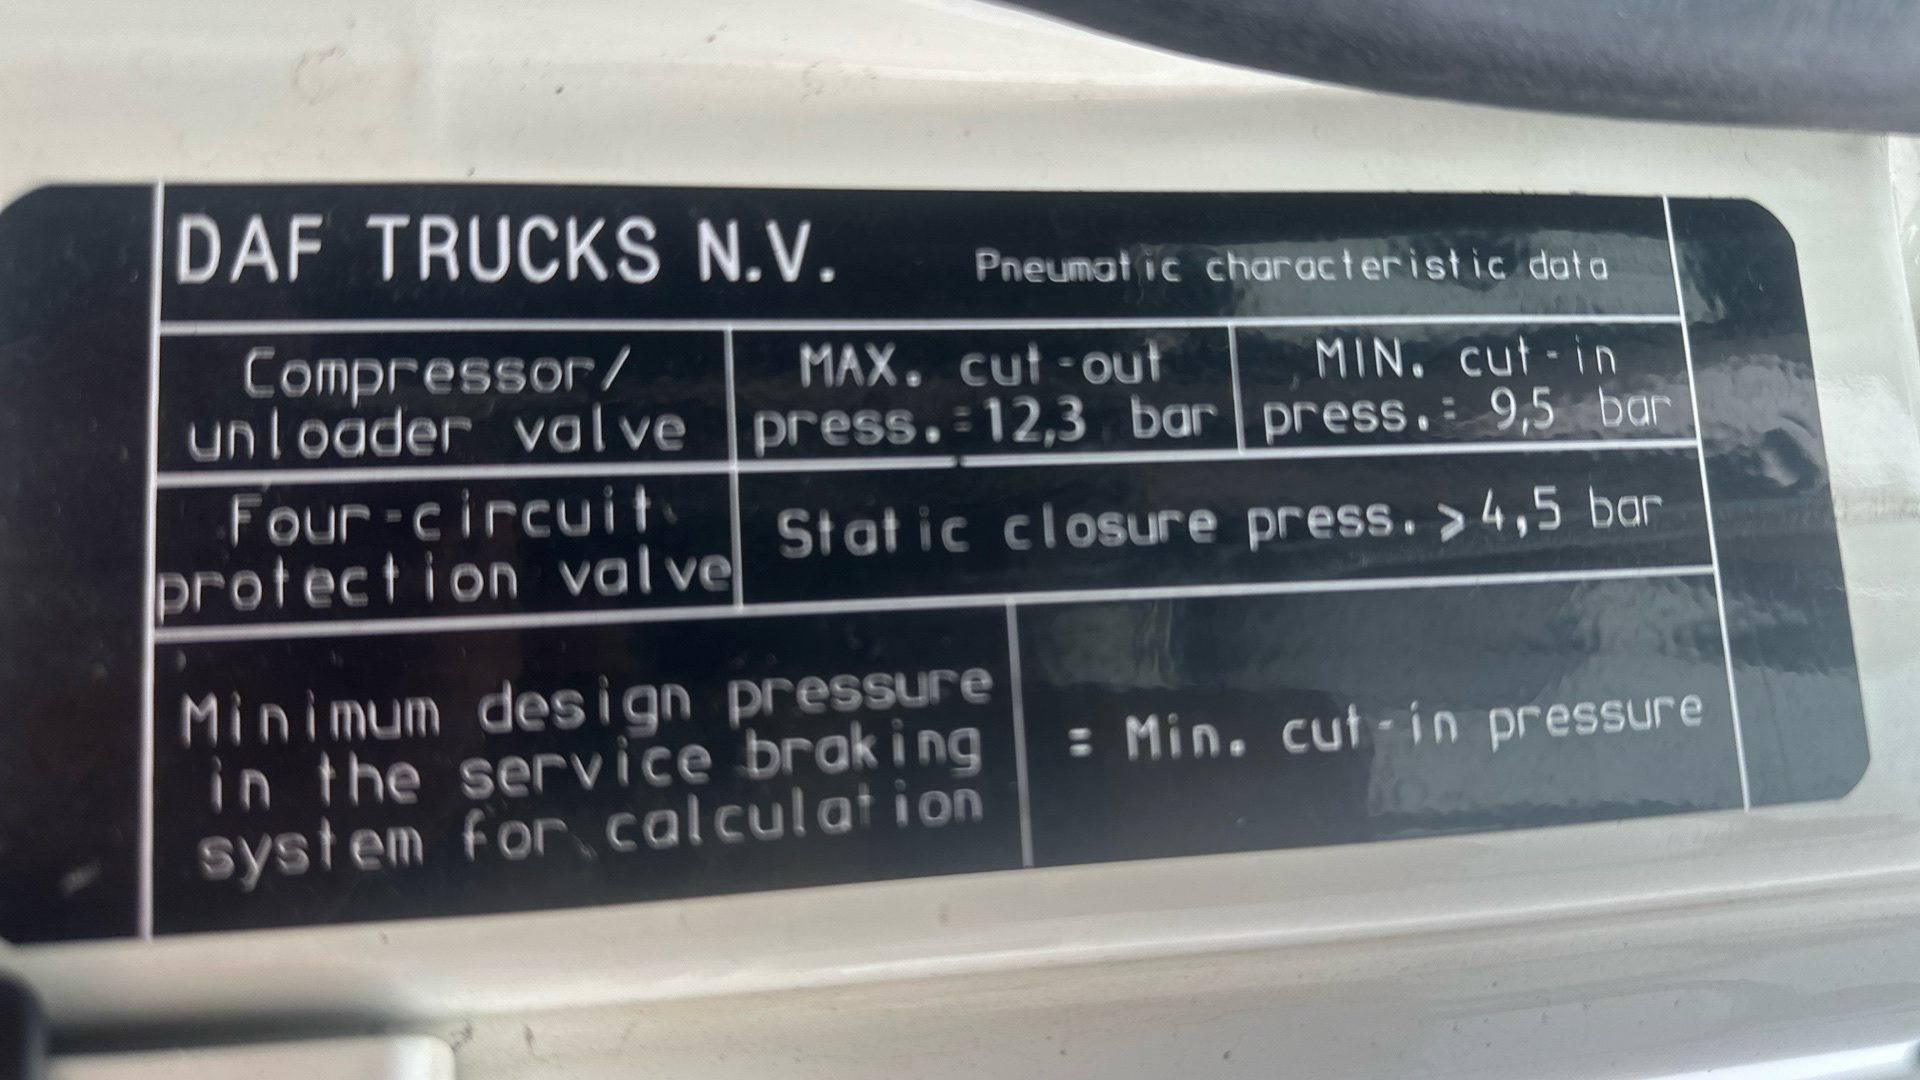 DAF TRUCKS N.V. Pneumatic characteristic data
Compressor/
unloader valve
MAX. cut-out
press.=12,3 bar
MIN. cut-in
press.= 9,5 bar
Four-circuit
protection valve
Static closure press. > 4,5 bar
Minimum design pressure
in the service braking
system for calculation
= Min. cut-in pressure